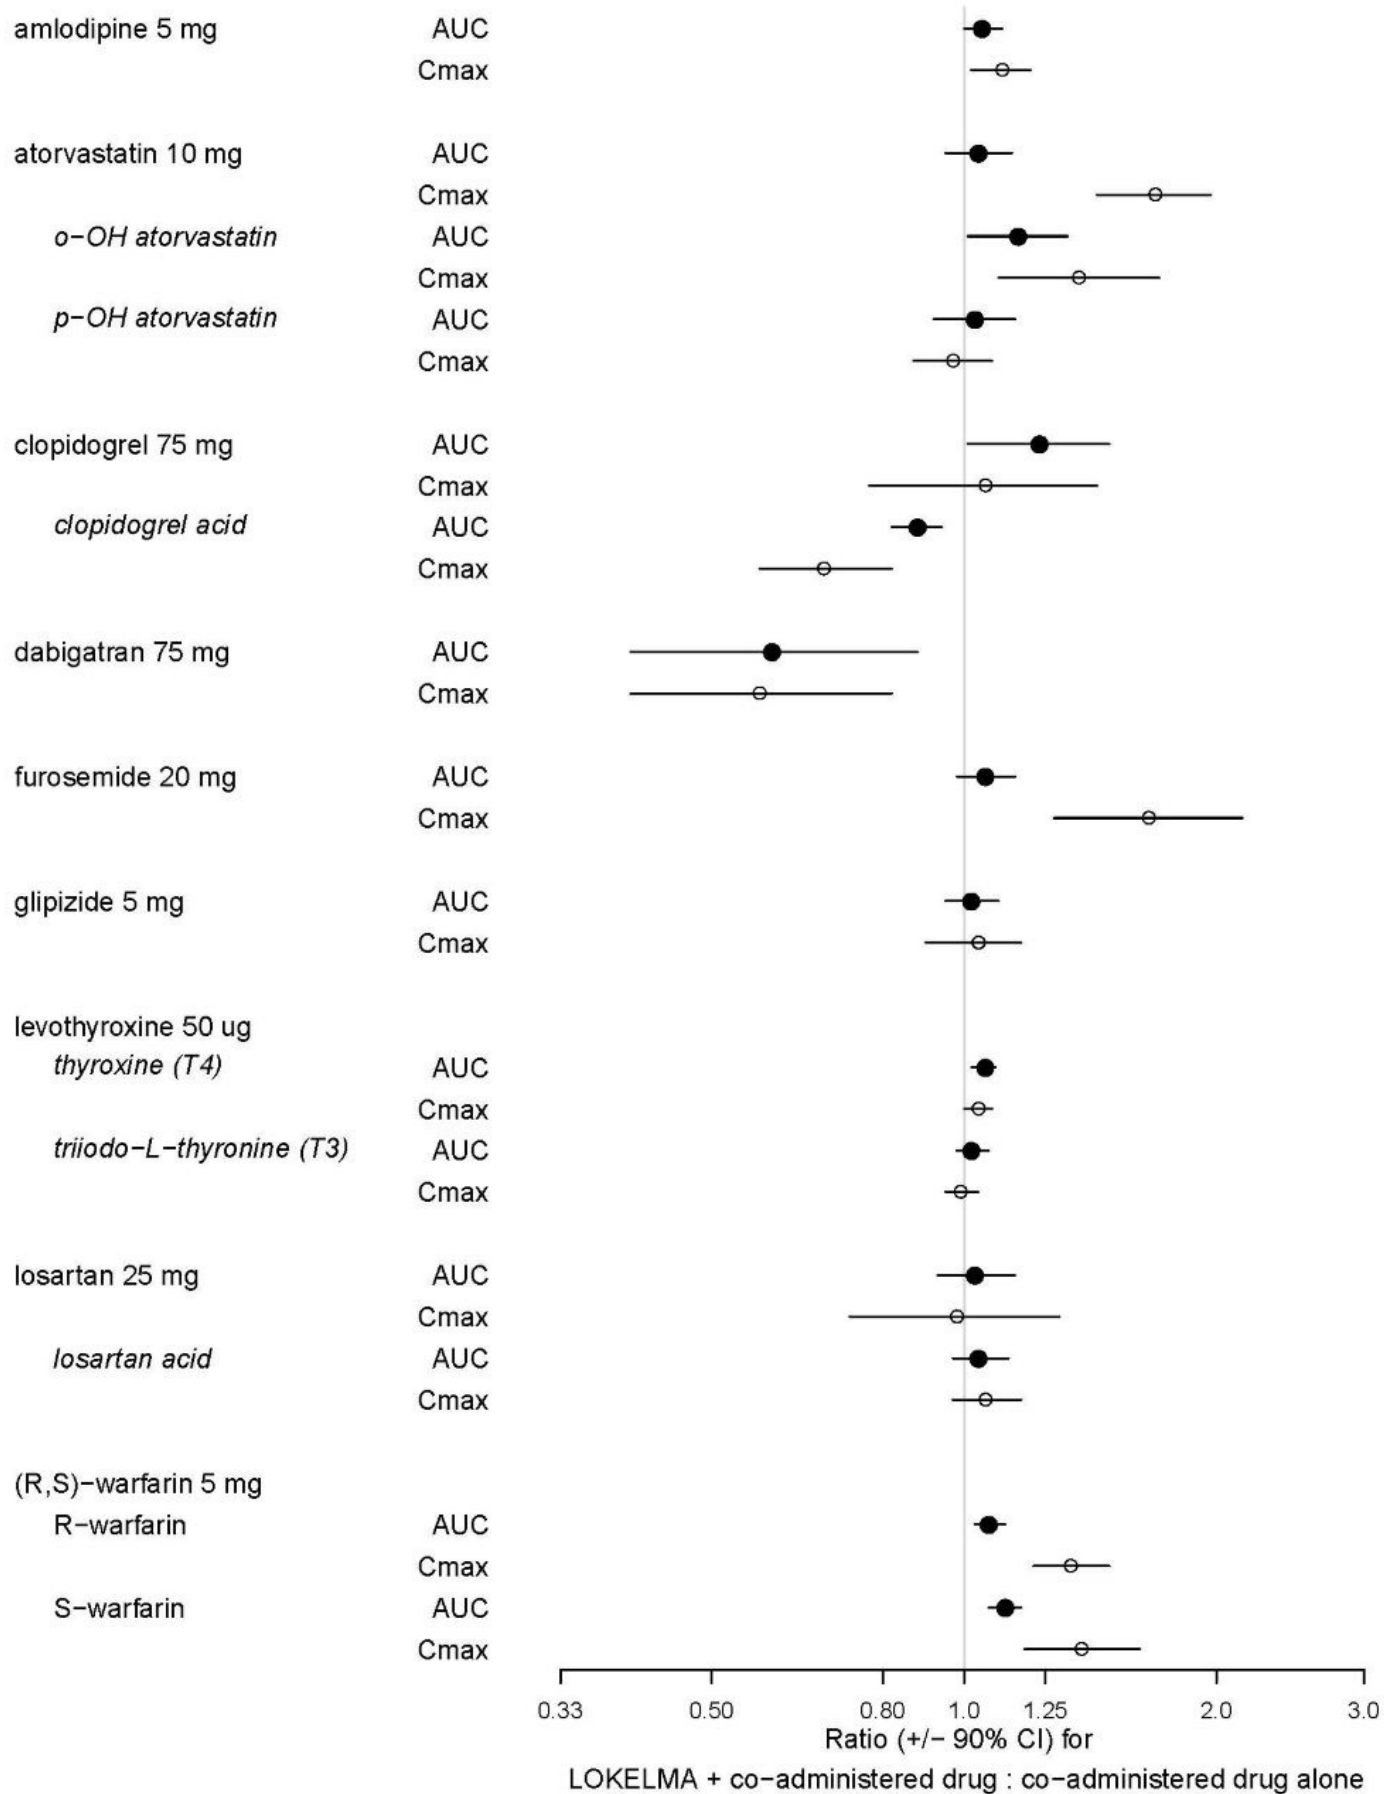 amlodipine 5 mg AUC
Cmax
atorvastatin 10 mg AUC
Cmax
o−OH atorvastatin AUC
Cmax
p−OH atorvastatin AUC
Cmax
clopidogrel 75 mg AUC
Cmax
clopidogrel acid AUC
Cmax
dabigatran 75 mg AUC
Cmax
furosemide 20 mg AUC
Cmax
glipizide 5 mg AUC
Cmax
levothyroxine 50 ug
thyroxine (T4) AUC
Cmax
triiodo−L−thyronine (T3) AUC
Cmax
losartan 25 mg AUC
Cmax
losartan acid AUC
Cmax
(R,S)−warfarin 5 mg
R−warfarin AUC
Cmax
S−warfarin AUC
Cmax
0.33 0.50 0.80 1.0 1.25 2.0 3.0
Ratio (+/− 90% CI) for
LOKELMA + co−administered drug : co−administered drug alone